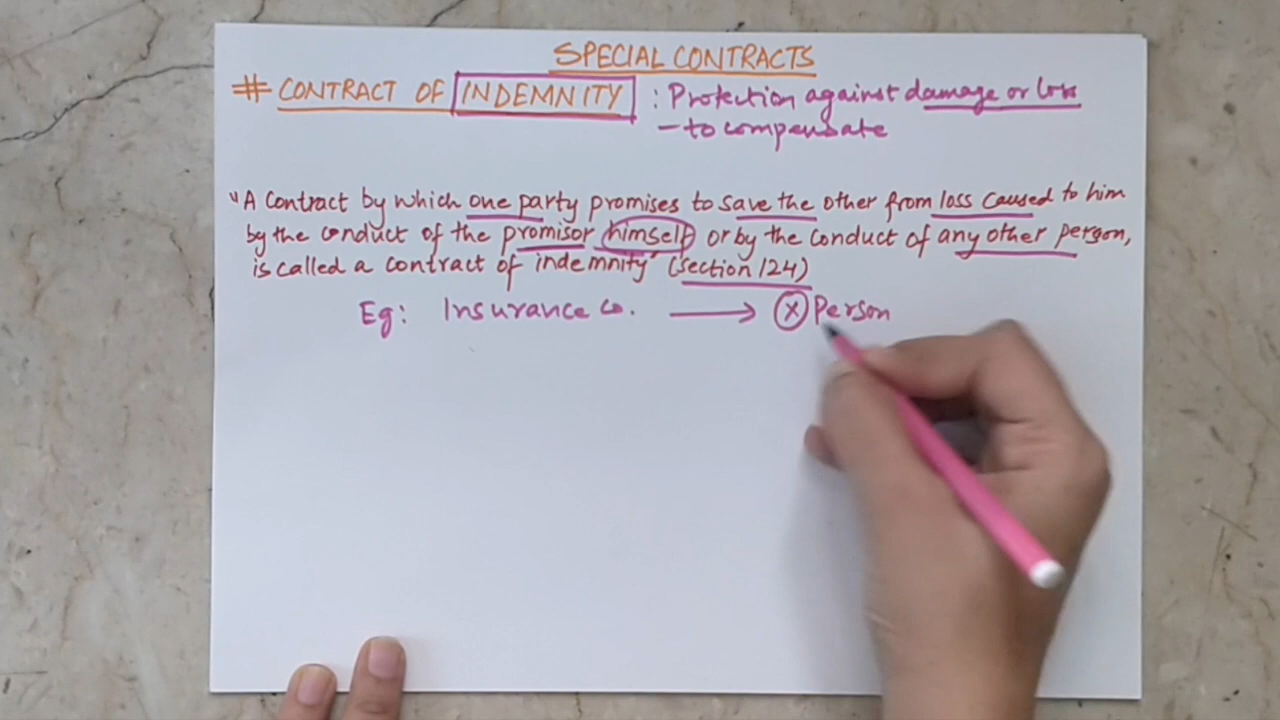 SPECIAL CONTRACTS
# CONTRACT OF INDEMNITY : Protection against damage or loss
- to compensate
"A Contract by which one party promises to save the other from loss caused to him
by the conduct of the promisor himself or by the conduct of any other person,
is called a contract of indemnity" (section 124)
Eg: Insurance Co. → X Person